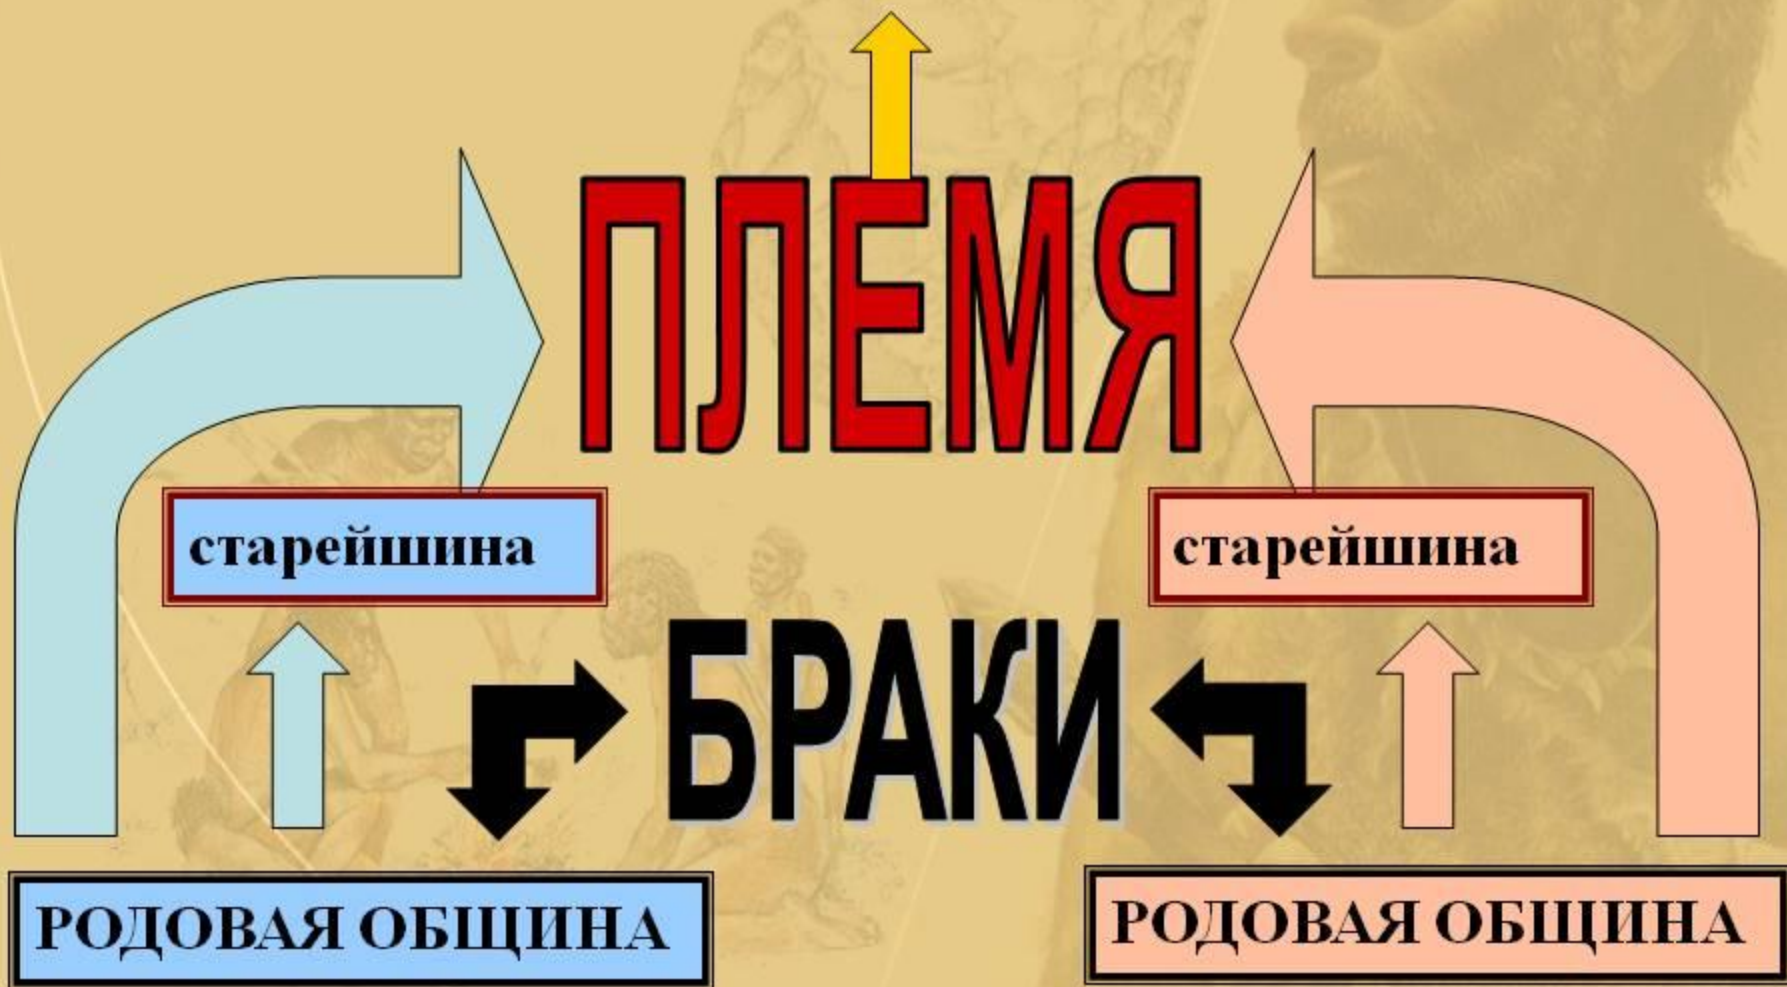 ПЛЕМЯ
старейшина
старейшина
БРАКИ
РОДОВАЯ ОБЩИНА
РОДОВАЯ ОБЩИНА